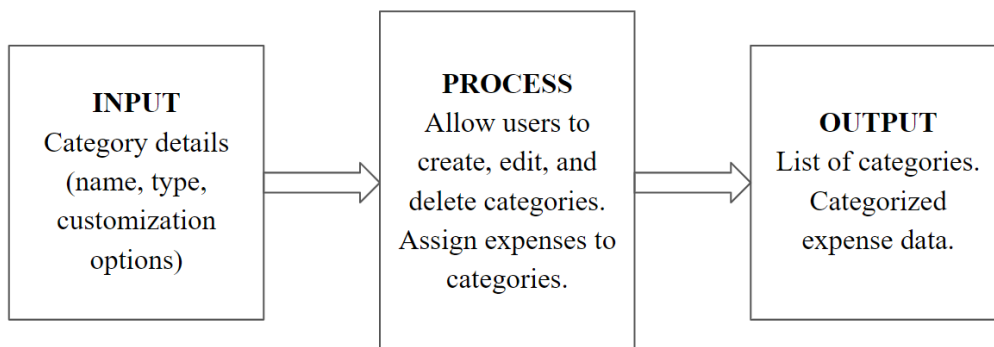 INPUT
Category details
(name, type,
customization
options)
PROCESS
Allow users to
create, edit, and
delete categories.
Assign expenses to
categories.
OUTPUT
List of categories.
Categorized
expense data.